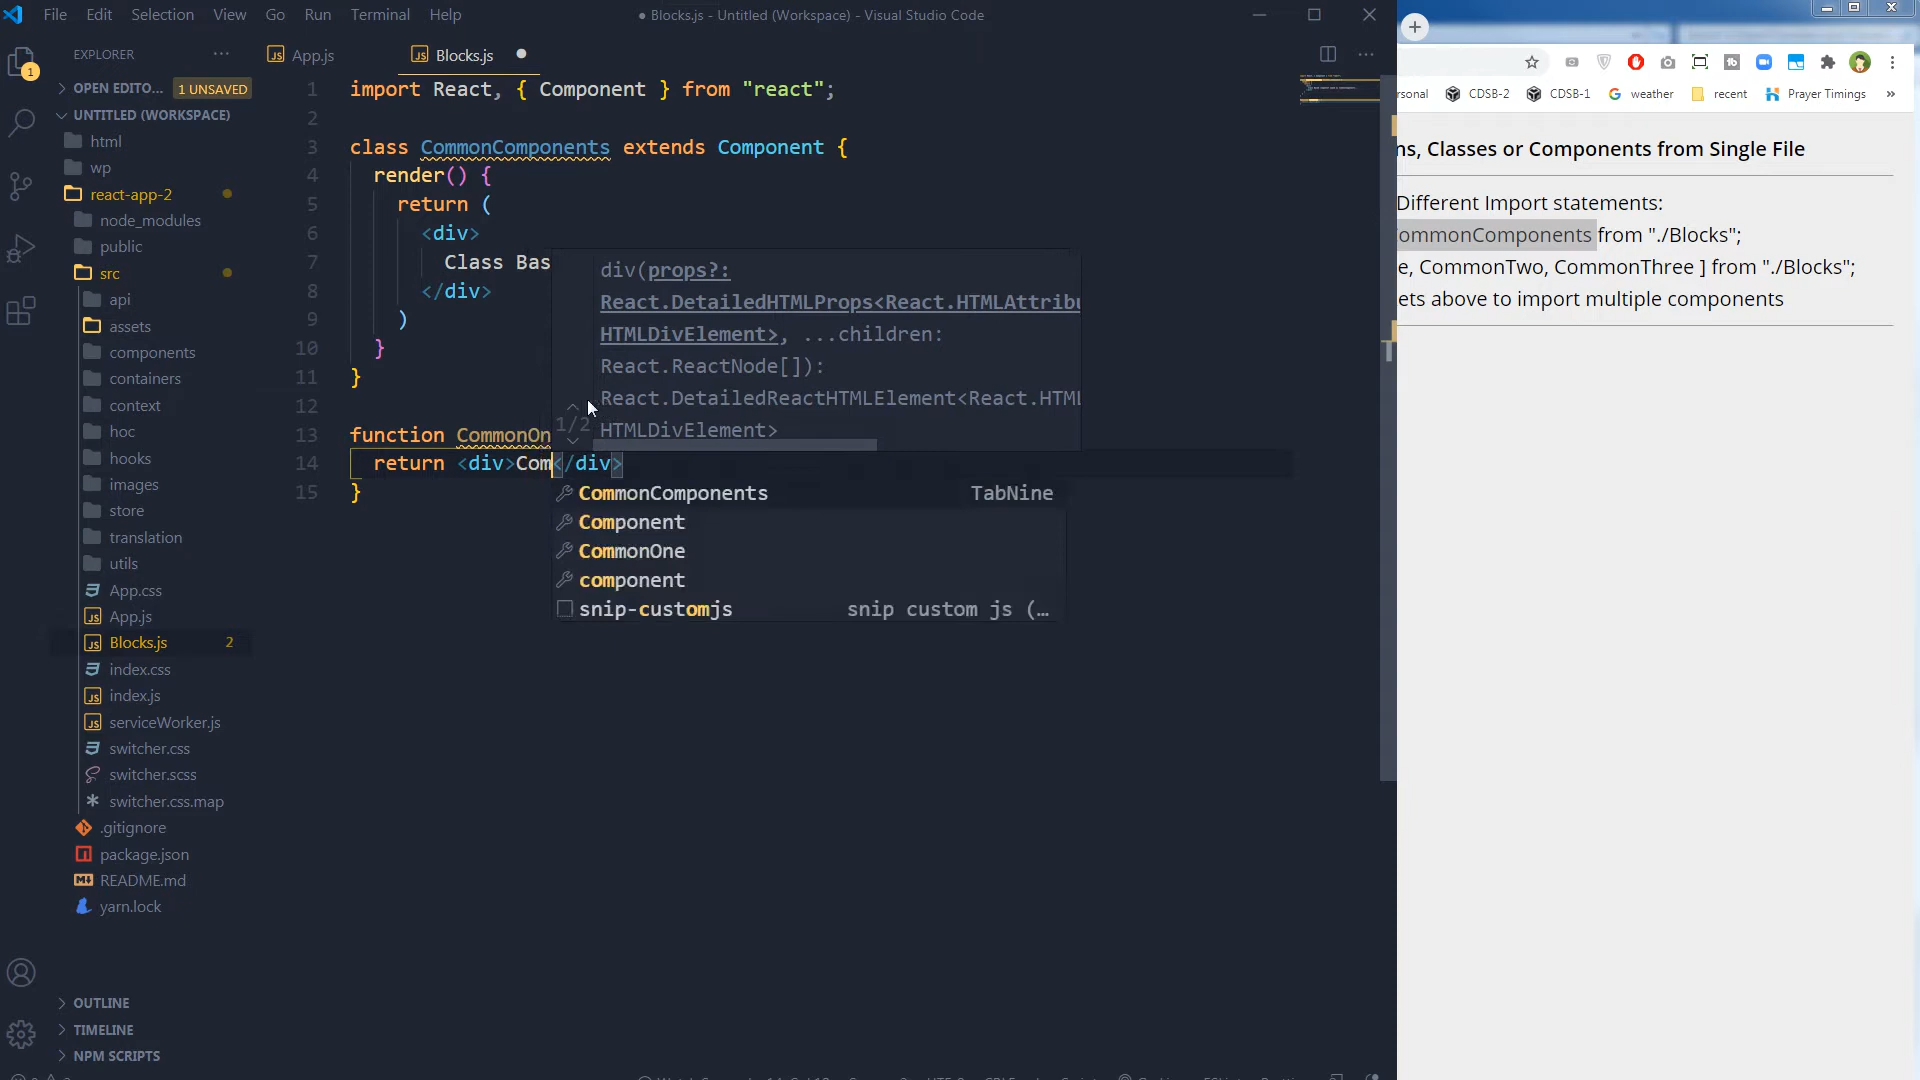 File Edit Selection View Go Run Terminal Help
● Blocks.js - Untitled (Workspace) - Visual Studio Code
EXPLORER
OPEN EDITO... 1 UNSAVED
UNTITLED (WORKSPACE)
html
wp
react-app-2
node_modules
public
src
api
assets
components
containers
context
hoc
hooks
images
store
translation
utils
App.css
App.js
Blocks.js 2
index.css
index.js
serviceWorker.js
switcher.css
switcher.scss
switcher.css.map
.gitignore
package.json
README.md
yarn.lock
OUTLINE
TIMELINE
NPM SCRIPTS
1
App.js
Blocks.js
1 import React, { Component } from "react";
2
3 class CommonComponents extends Component {
4 render() {
5 return (
6 <div>
7 Class Bas
8 </div>
9 )
10 }
11 }
12
13 function CommonOn
14 return <div>Com</div>
15 }
div(props?:
React.DetailedHTMLProps<React.HTMLAttribu
HTMLDivElement>, ...children:
React.ReactNode[]):
React.DetailedReactHTMLElement<React.HTML
HTMLDivElement>
1/2
CommonComponents TabNine
Component
CommonOne
component
snip-customjs snip custom js (…
rsonal CDSB-2 CDSB-1 weather recent Prayer Timings »
ns, Classes or Components from Single File
Different Import statements:
ommonComponents from "./Blocks";
e, CommonTwo, CommonThree ] from "./Blocks";
ets above to import multiple components